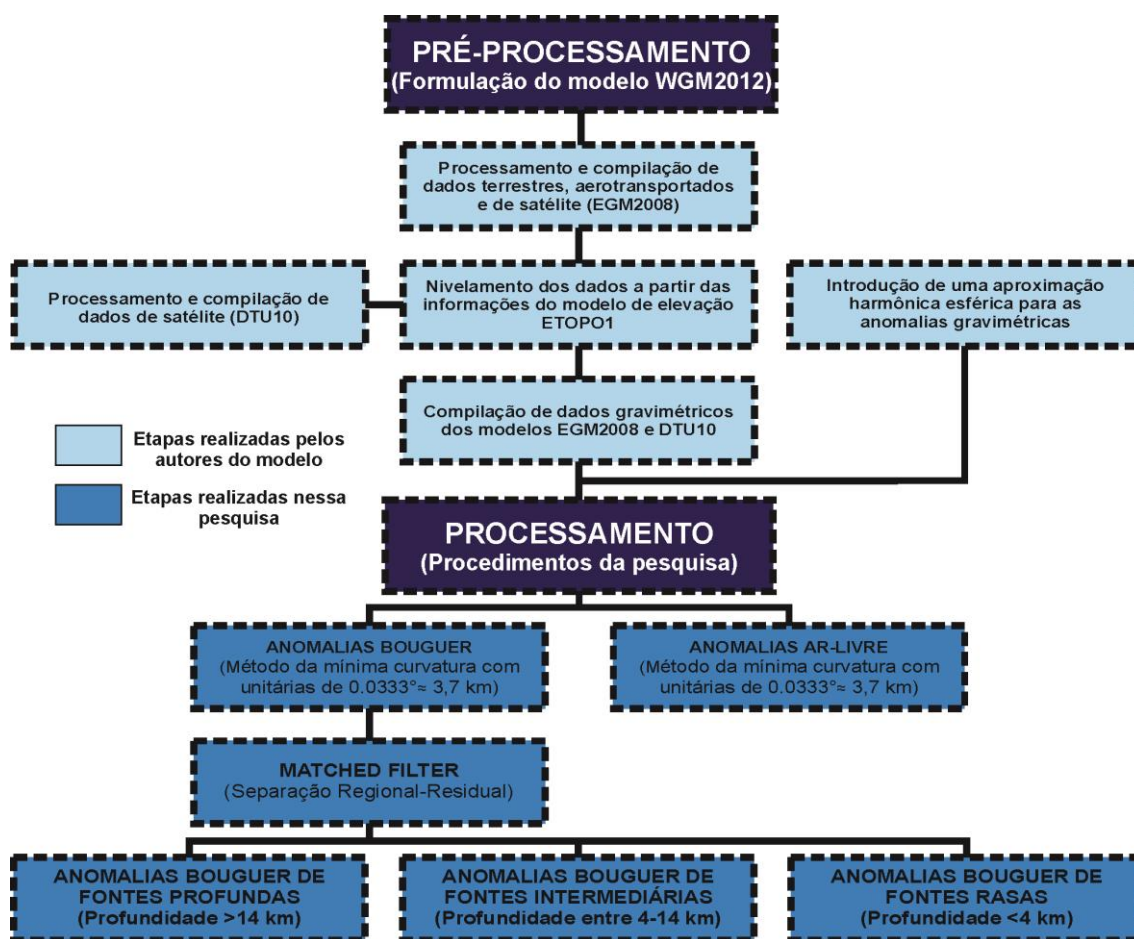 PRÉ-PROCESSAMENTO
(Formulação do modelo WGM2012)
Processamento e compilação de
dados terrestres, aerotransportados
e de satélite (EGM2008)
Processamento e compilação de
dados de satélite (DTU10)
Nivelamento dos dados a partir das
informações do modelo de elevação
ETOPO1
Introdução de uma aproximação
harmônica esférica para as
anomalias gravimétricas
Compilação de dados gravimétricos
dos modelos EGM2008 e DTU10
Etapas realizadas pelos
autores do modelo
Etapas realizadas nessa
pesquisa
PROCESSAMENTO
(Procedimentos da pesquisa)
ANOMALIAS BOUGUER
(Método da mínima curvatura com
unitárias de 0.0333°≈ 3,7 km)
ANOMALIAS AR-LIVRE
(Método da mínima curvatura com
unitárias de 0.0333°≈ 3,7 km)
MATCHED FILTER
(Separação Regional-Residual)
ANOMALIAS BOUGUER DE
FONTES PROFUNDAS
(Profundidade >14 km)
ANOMALIAS BOUGUER DE
FONTES INTERMEDIÁRIAS
(Profundidade entre 4-14 km)
ANOMALIAS BOUGUER DE
FONTES RASAS
(Profundidade <4 km)